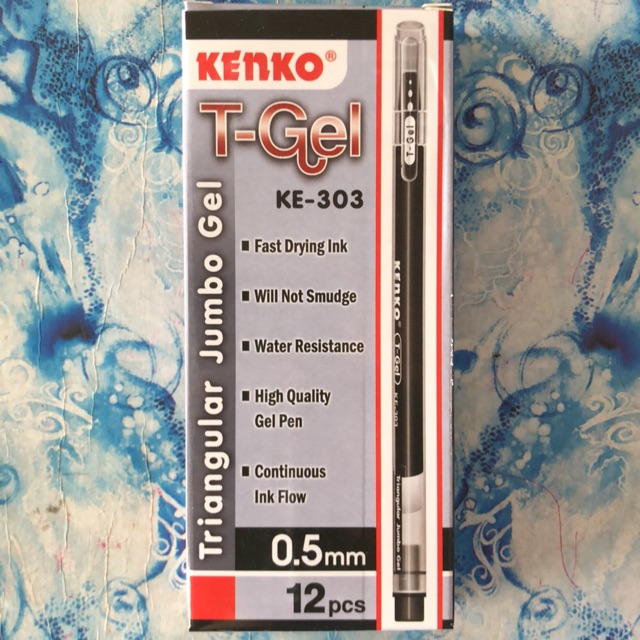 KENKO®
T-Gel
KE-303
Triangular Jumbo Gel
Fast Drying Ink
Will Not Smudge
Water Resistance
High Quality
Gel Pen
Continuous
Ink Flow
0.5mm
12pcs
T-Gel
KENKO® T-Gel KE-303
Triangular Jumbo Gel